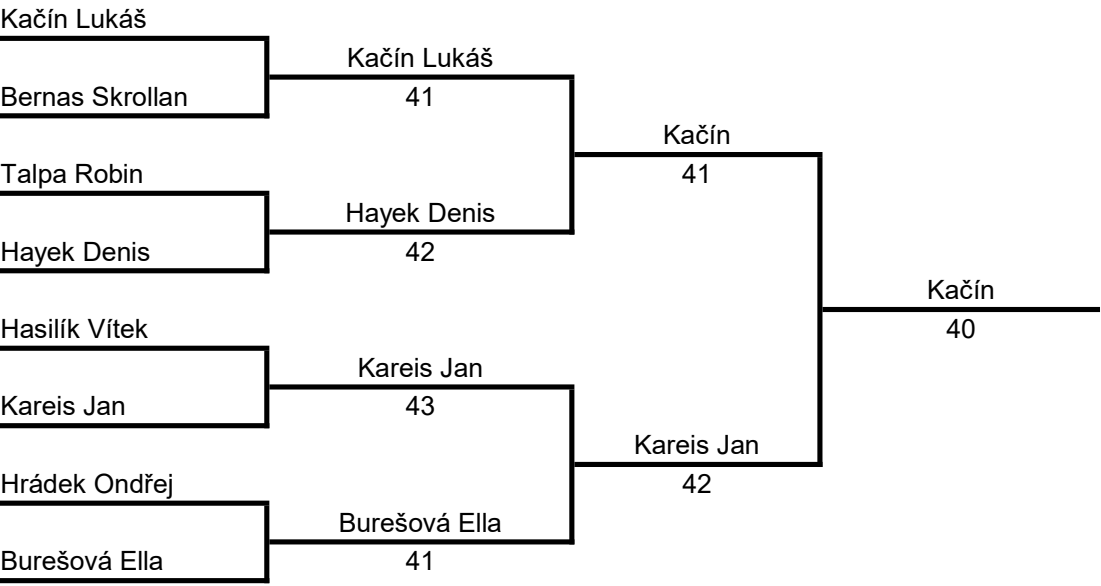 Kačín Lukáš
Bernas Skrollan
Talpa Robin
Hayek Denis
Hasilík Vítek
Kareis Jan
Hrádek Ondřej
Burešová Ella
Kačín Lukáš
41
Hayek Denis
42
Kareis Jan
43
Burešová Ella
41
Kačín
41
Kareis Jan
42
Kačín
40